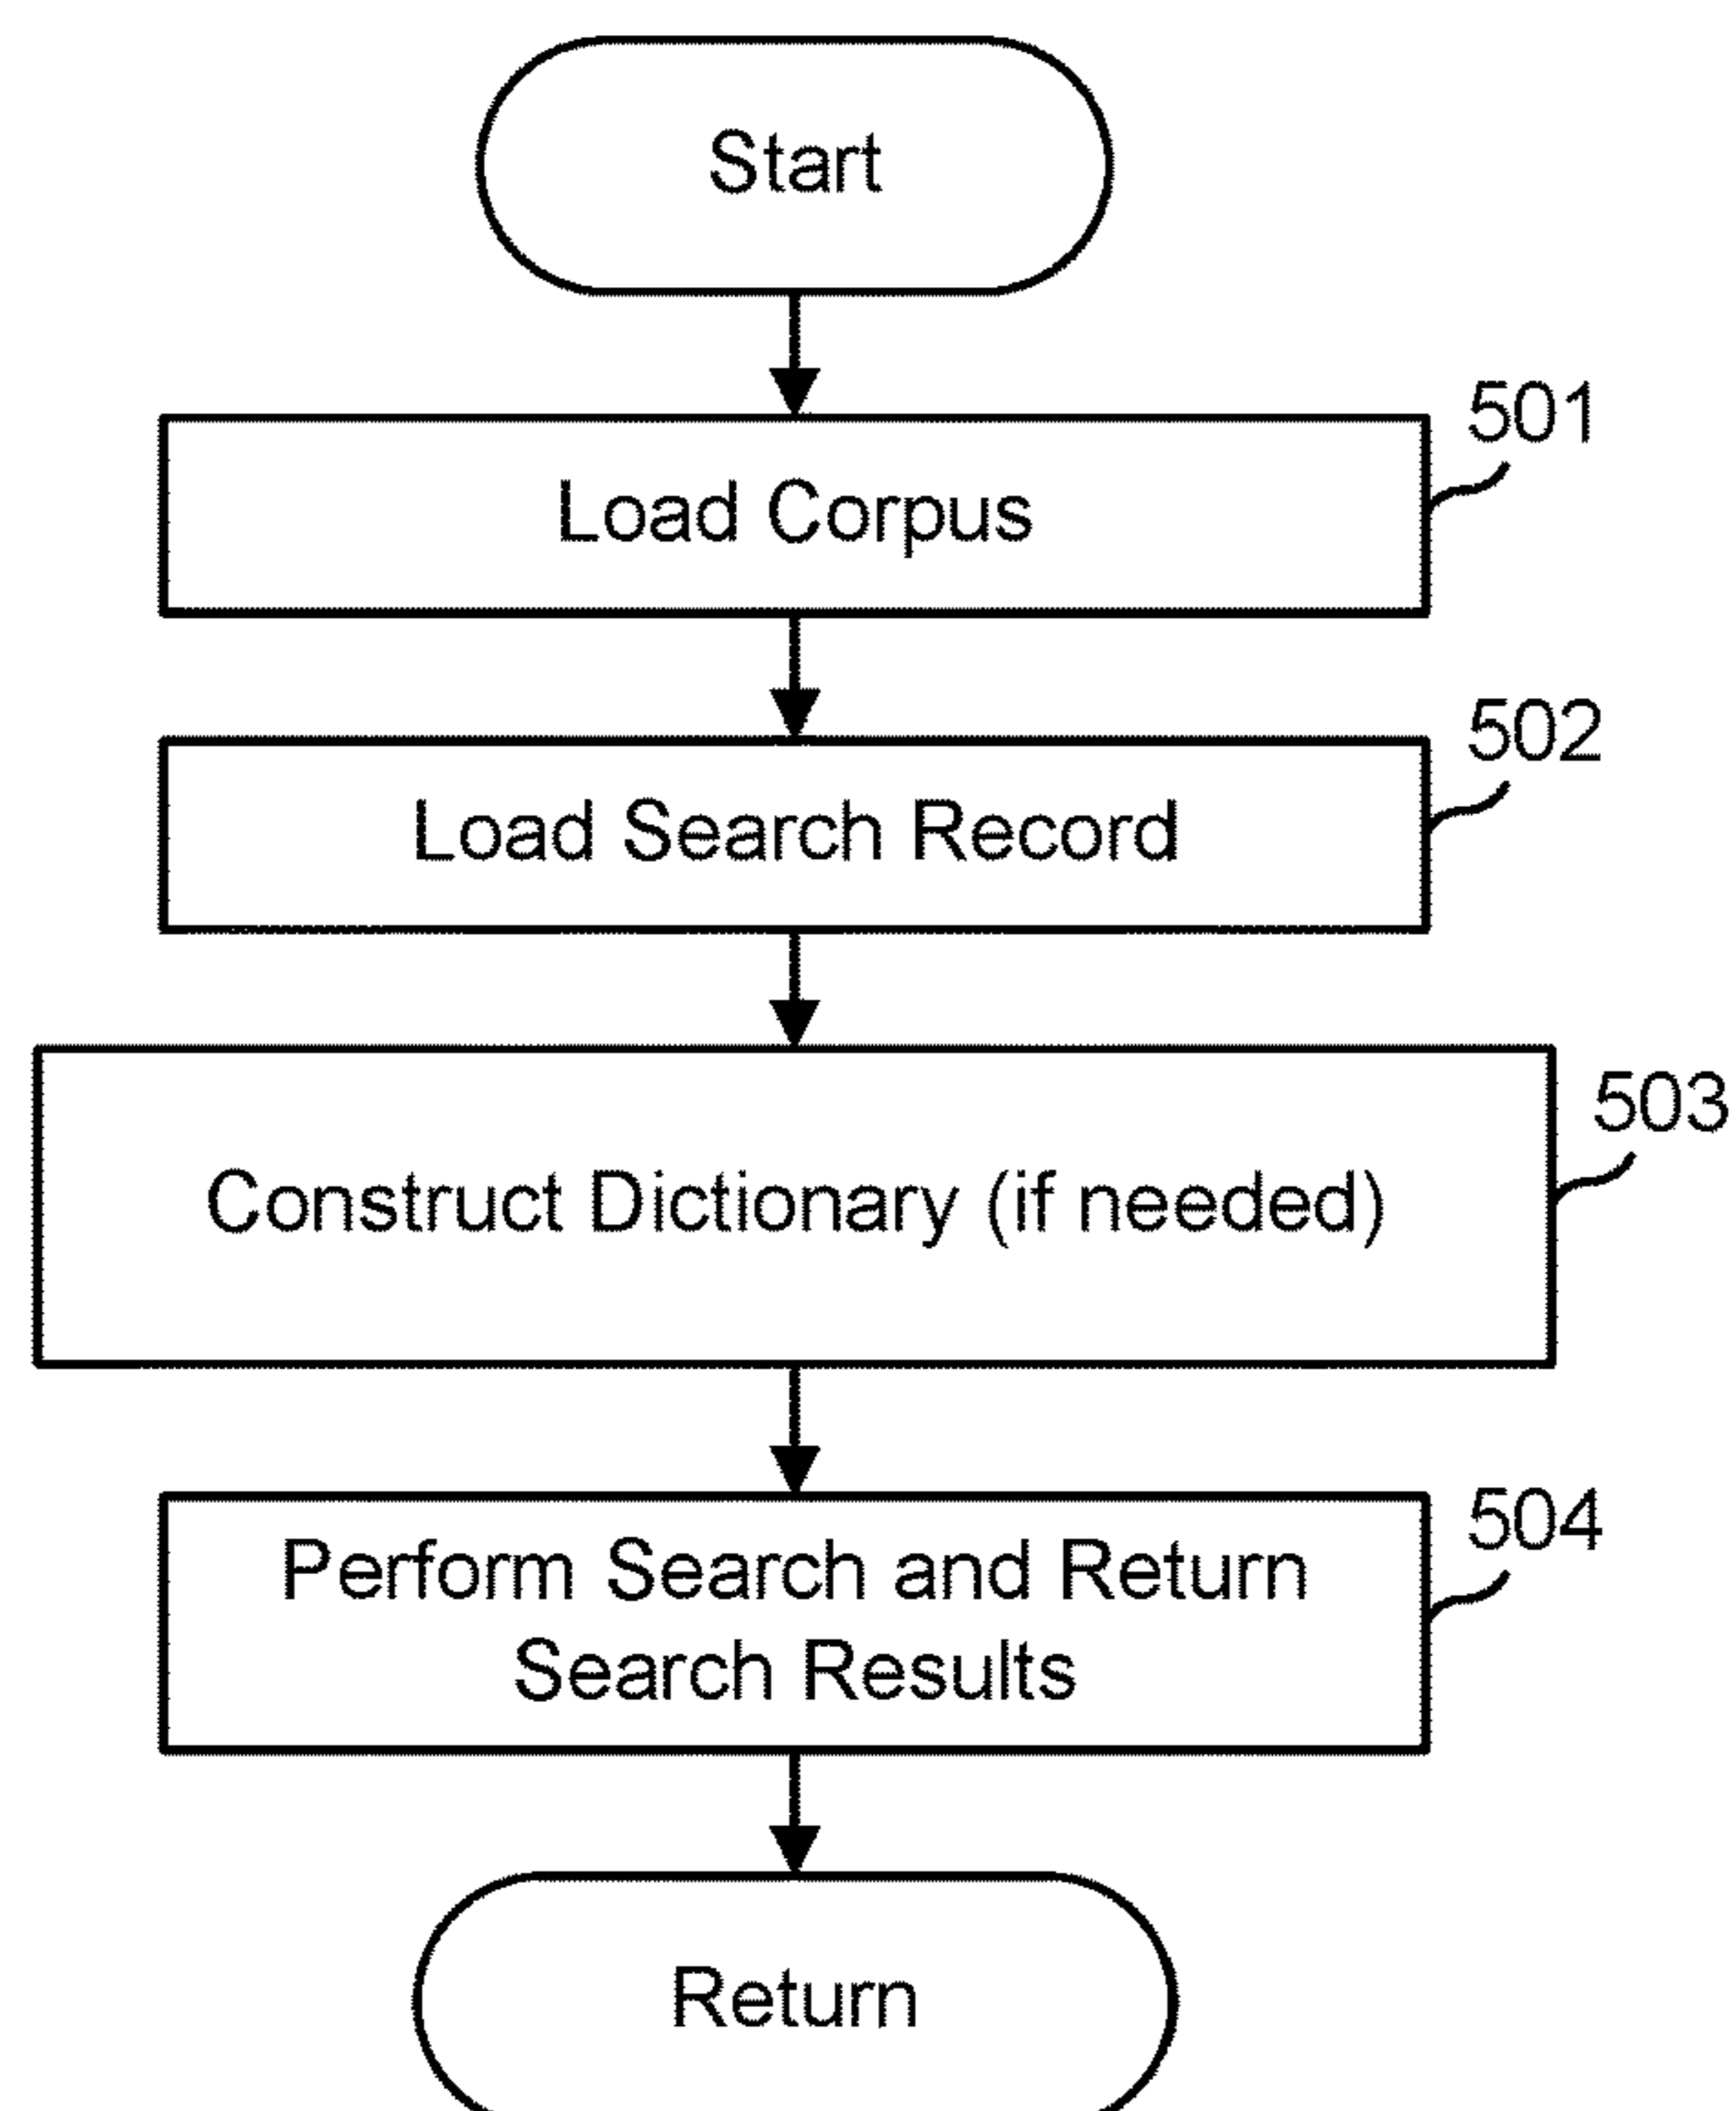 Start
501
Load Corpus
502
Load Search Record
503
Construct Dictionary (if needed)
504
Perform Search and Return
Search Results
Return